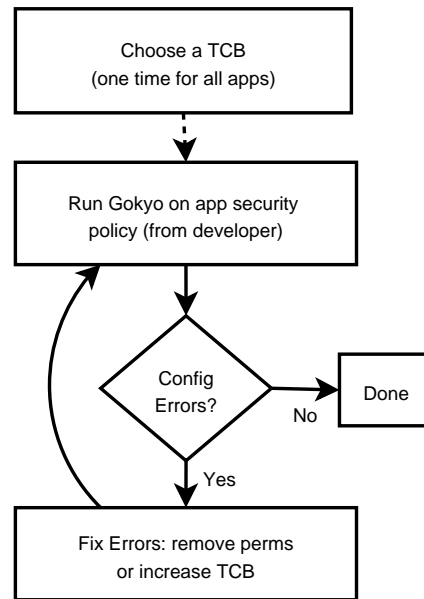 Choose a TCB
(one time for all apps)
Run Gokyo on app security
policy (from developer)
Config
Errors?
No
Done
Yes
Fix Errors: remove perms
or increase TCB